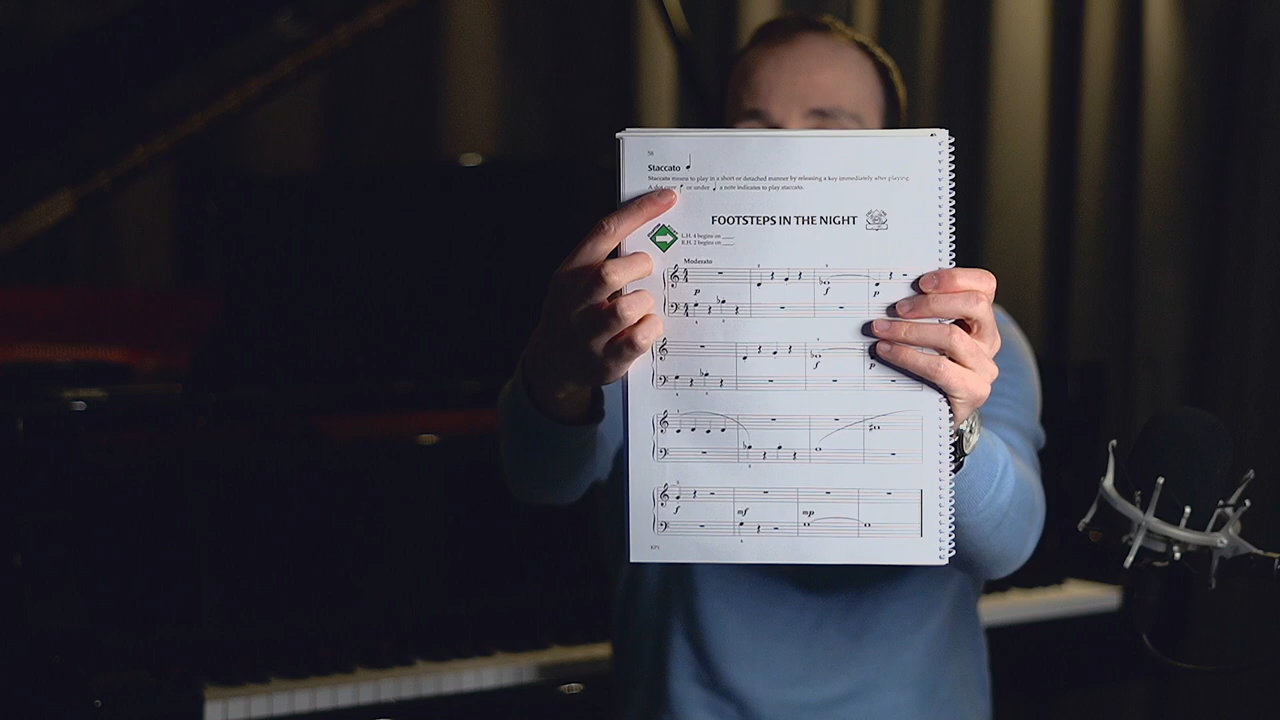 50
Staccato
Staccato means to play in a short or detached manner by releasing a key immediately after playing.
A dot over or under a note indicates to play staccato.
FOOTSTEPS IN THE NIGHT
L.H. 4 begins on ____
R.H. 2 begins on ____
Moderato
p f p
f p
f mf mp